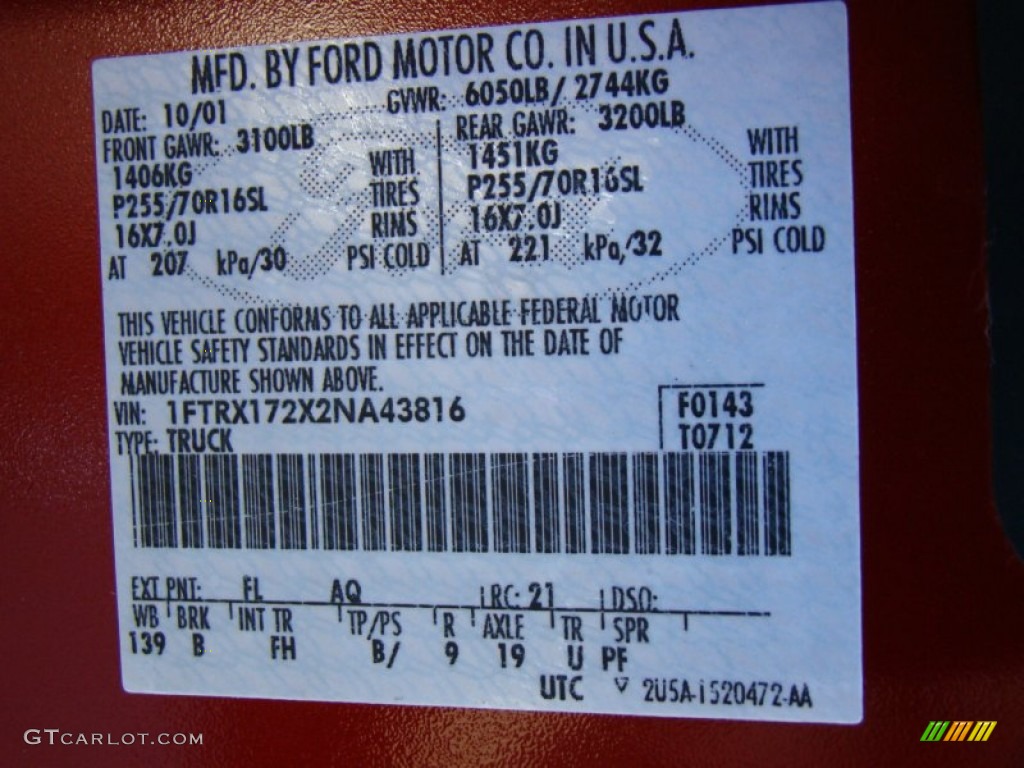 MFD. BY FORD MOTOR CO. IN U.S.A.
DATE: 10/01 GVWR: 6050LB/ 2744KG
FRONT GAWR: 3100LB REAR GAWR: 3200LB
1406KG WITH 1451KG WITH
P255/70R16SL TIRES P255/70R16SL TIRES
16X7.0J RIMS 16X7.0J RIMS
AT 207 kPa/30 PSI COLD AT 221 kPa/32 PSI COLD
THIS VEHICLE CONFORMS TO ALL APPLICABLE FEDERAL MOTOR
VEHICLE SAFETY STANDARDS IN EFFECT ON THE DATE OF
MANUFACTURE SHOWN ABOVE.
VIN: 1FTRX172X2NA43816 F0143
TYPE: TRUCK T0712
EXT PNT: FL AQ RC: 21 DSO:
WB BRK INT TR TP/PS R AXLE TR SPR
139 B FH B/ 9 19 U PF
UTC 2U5A-1520472-AA
GTCARLOT.COM